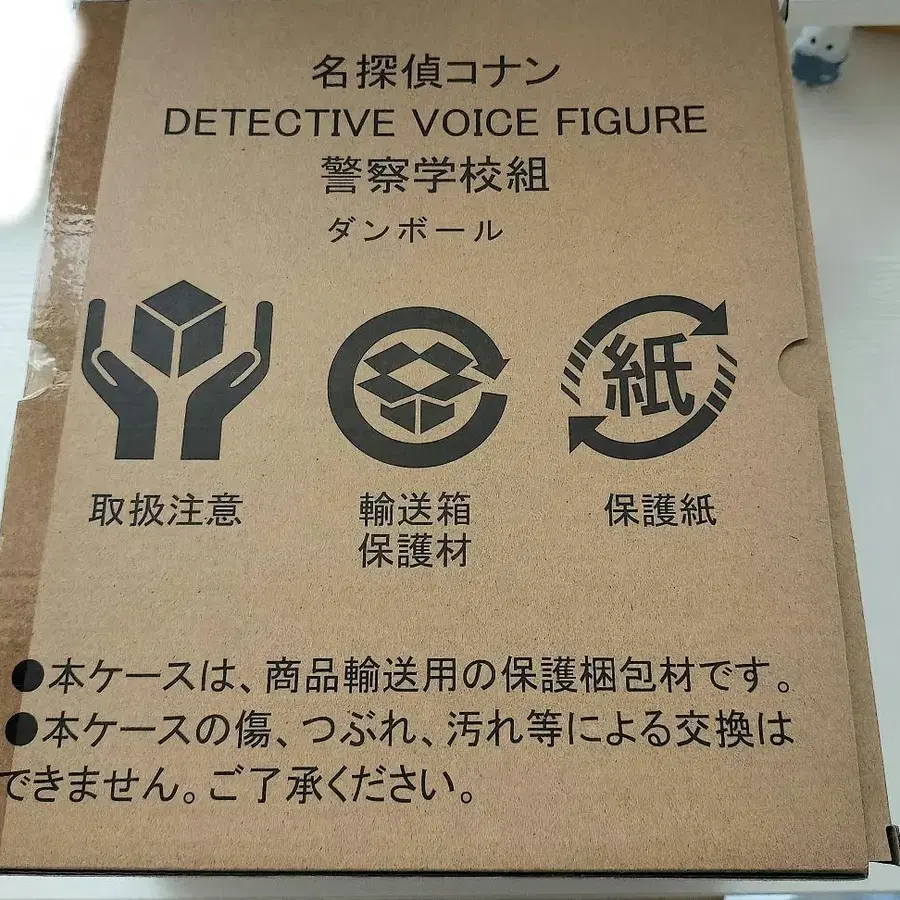 名探偵コナン
DETECTIVE VOICE FIGURE
警察学校組
ダンボール
紙
取扱注意
輸送箱
保護材
保護紙
●本ケースは、商品輸送用の保護梱包材です。
●本ケースの傷、つぶれ、汚れ等による交換は
できません。ご了承ください。